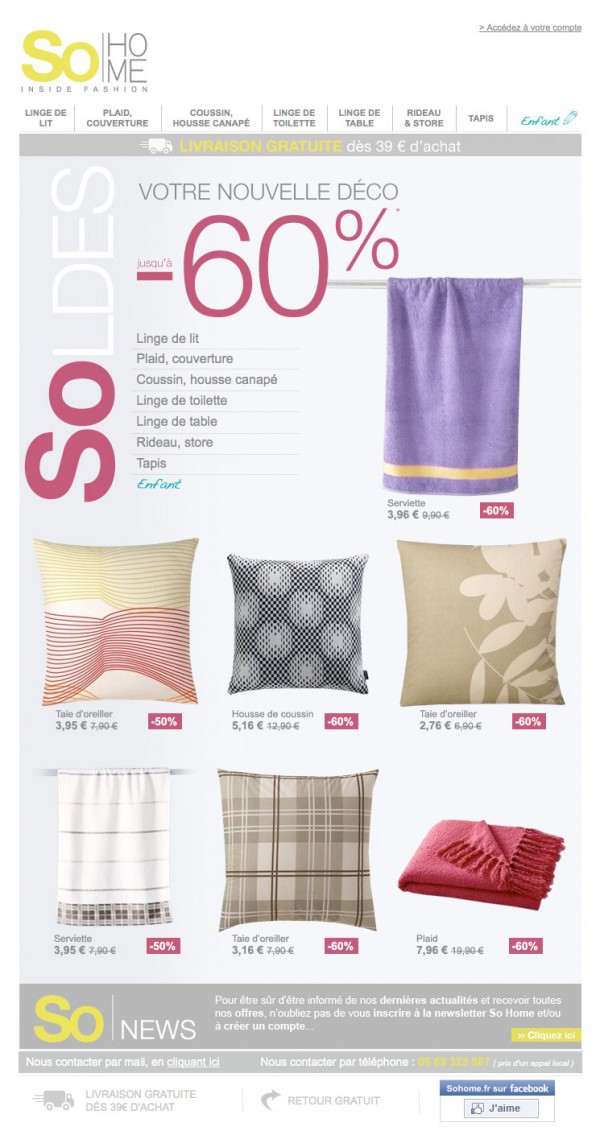 So HOME
INSIDE FASHION
> Accédez à votre compte
LINGE DE LIT
PLAID, COUVERTURE
COUSSIN, HOUSSE CANAPÉ
LINGE DE TOILETTE
LINGE DE TABLE
RIDEAU & STORE
TAPIS
Enfant
LIVRAISON GRATUITE dès 39 € d'achat
SoLDES
VOTRE NOUVELLE DÉCO
jusqu'à
-60%*
Linge de lit
Plaid, couverture
Coussin, housse canapé
Linge de toilette
Linge de table
Rideau, store
Tapis
Enfant
Serviette
3,96 € 9,90 € -60%
Taie d'oreiller
3,95 € 7,90 € -50%
Housse de coussin
5,16 € 12,90 € -60%
Taie d'oreiller
2,76 € 6,90 € -60%
Serviette
3,95 € 7,90 € -50%
Taie d'oreiller
3,16 € 7,90 € -60%
Plaid
7,96 € 19,90 € -60%
So NEWS
Pour être sûr d'être informé de nos dernières actualités et recevoir toutes
nos offres, n'oubliez pas de vous inscrire à la newsletter So Home et/ou
à créer un compte...
>> Cliquez ici
Nous contacter par mail, en cliquant ici
Nous contacter par téléphone : ( prix d'un appel local )
LIVRAISON GRATUITE
DÈS 39€ D'ACHAT
RETOUR GRATUIT
Sohome.fr sur facebook
J'aime